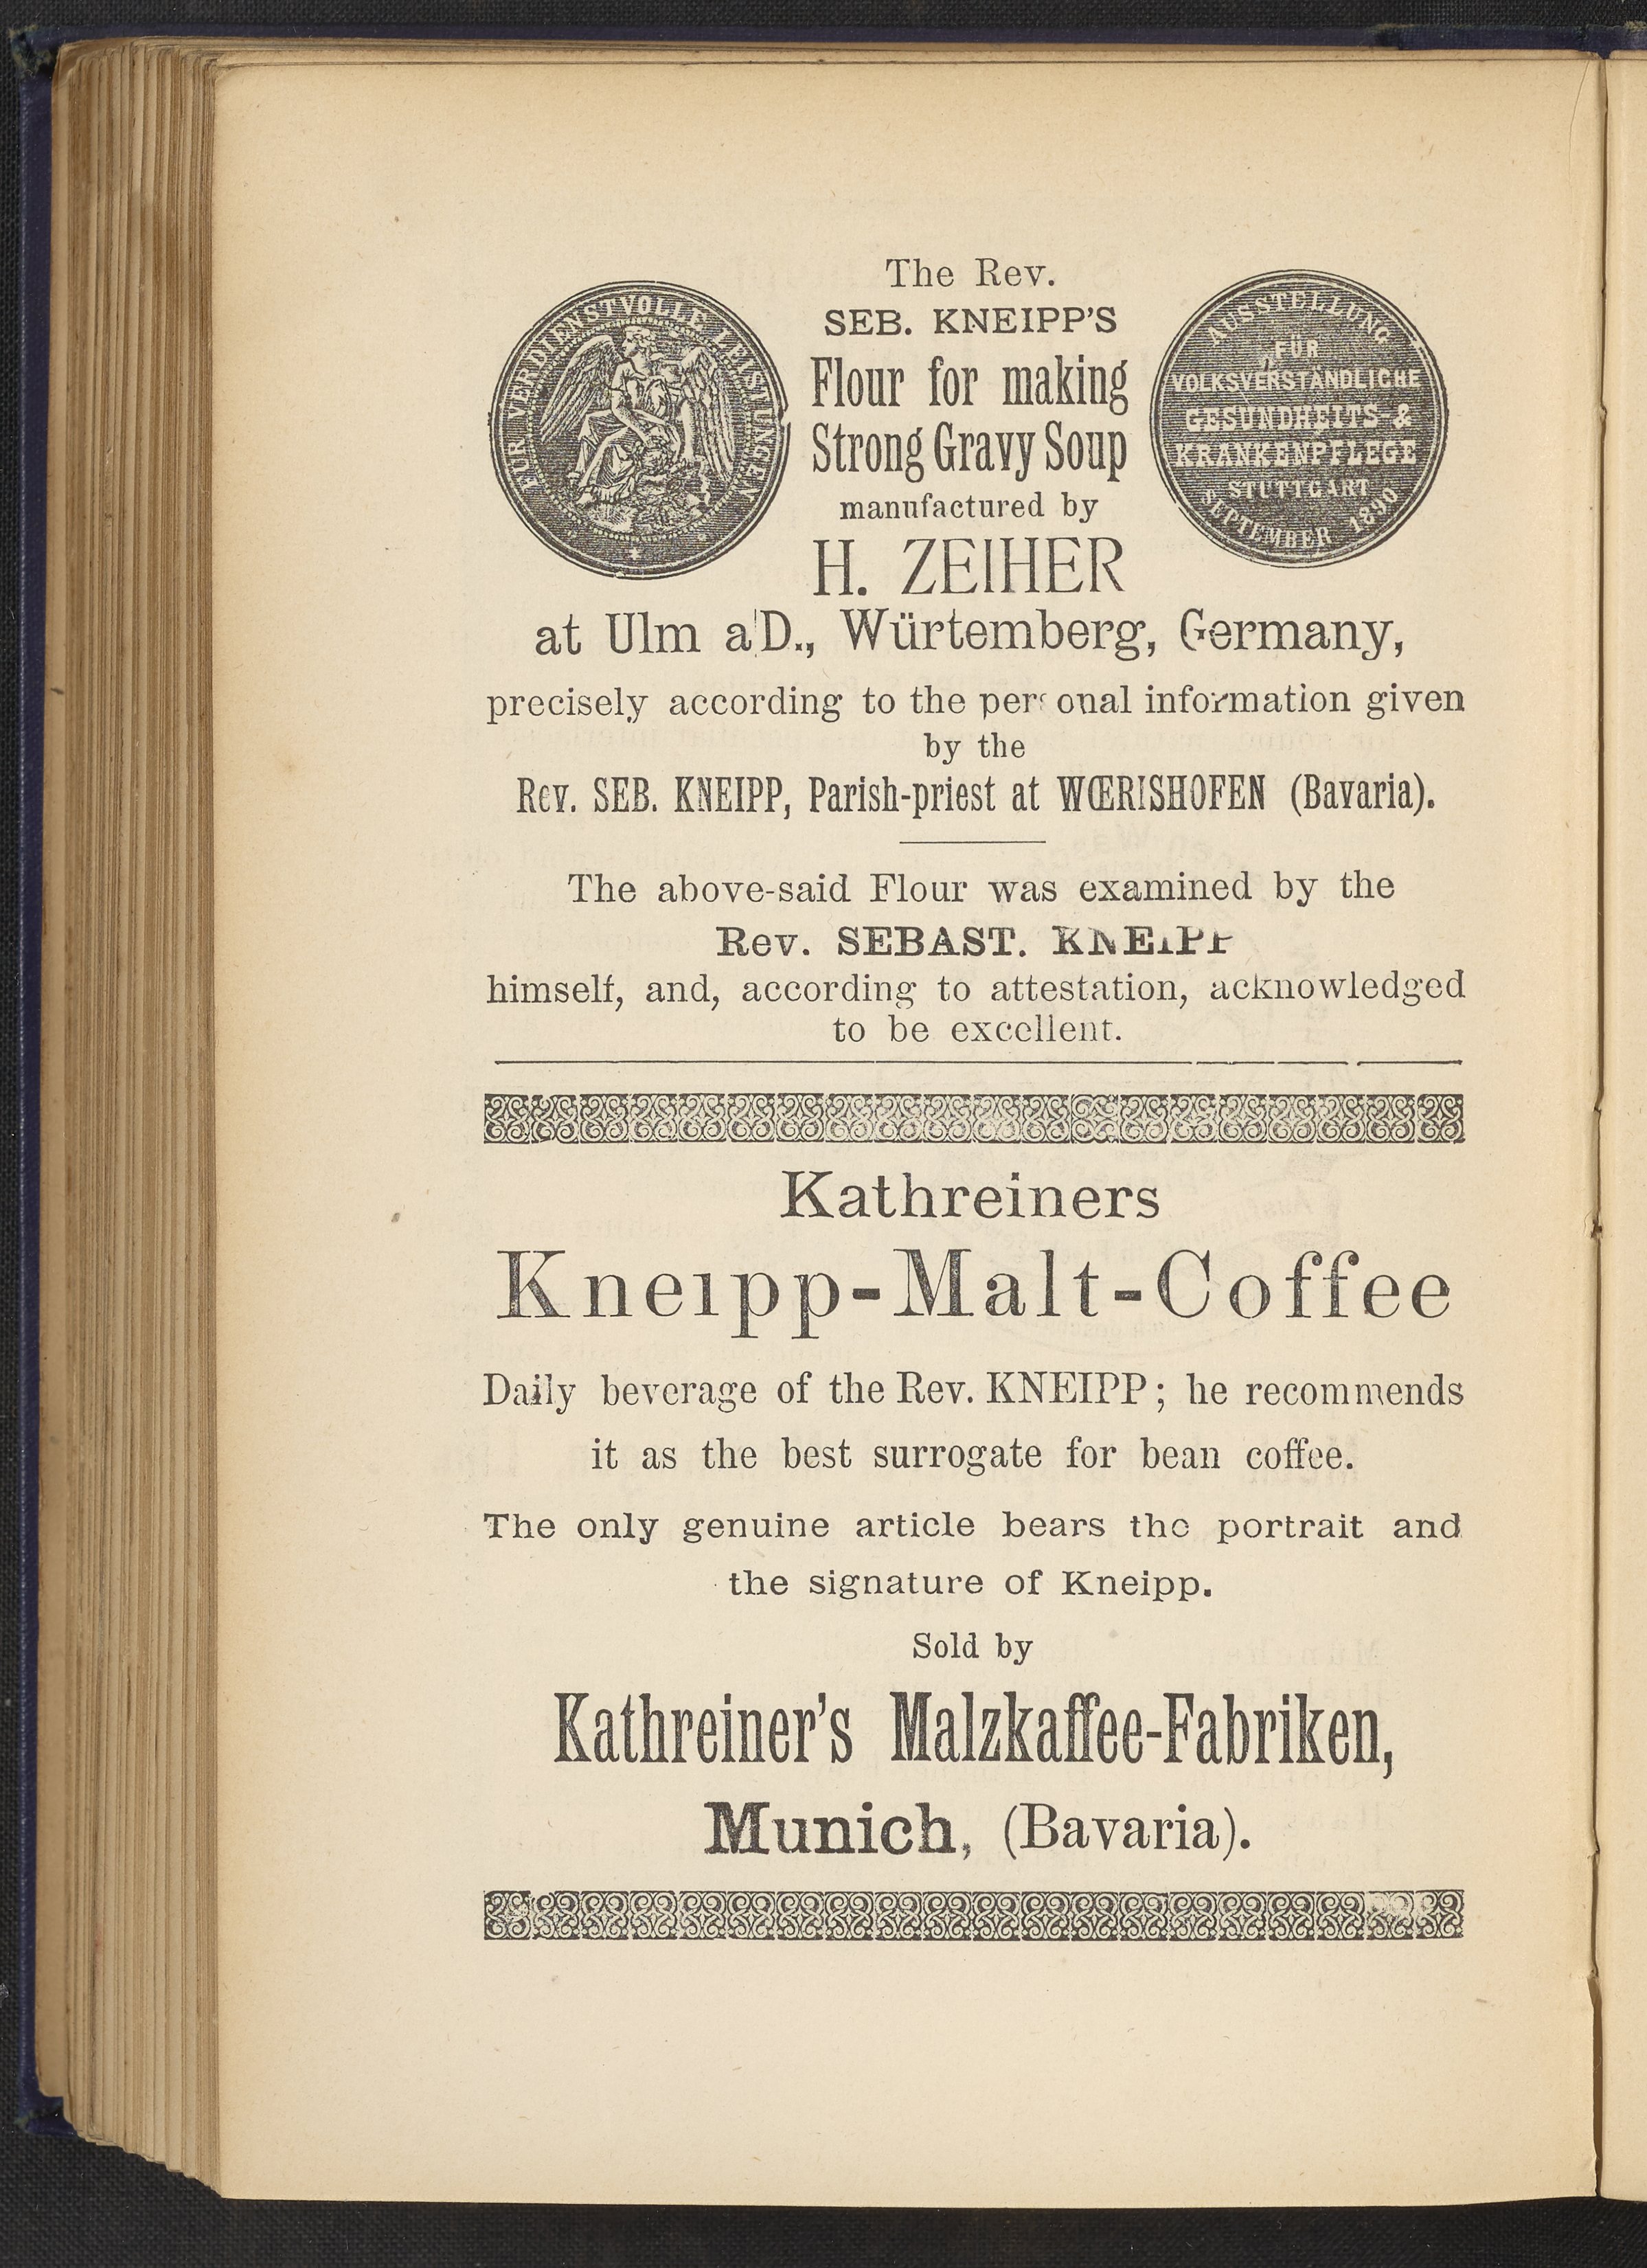 FÜR VERDIENSTVOLLE LEISTUNGEN
The Rev.
SEB. KNEIPP'S
Flour for making
Strong Gravy Soup
manufactured by
H. ZEIHER
AUSSTELLUNG
FÜR
VOLKSVERSTÄNDLICHE
GESUNDHEITS &
KRANKENPFLEGE
STUTTGART
SEPTEMBER 1890
at Ulm a/D., Würtemberg, Germany,
precisely according to the personal information given
by the
Rev. SEB. KNEIPP, Parish-priest at WŒRISHOFEN (Bavaria).
The above-said Flour was examined by the
Rev. SEBAST. KNEIPP
himself, and, according to attestation, acknowledged
to be excellent.
Kathreiners
Kneipp-Malt-Coffee
Daily beverage of the Rev. KNEIPP; he recommends
it as the best surrogate for bean coffee.
The only genuine article bears the portrait and
the signature of Kneipp.
Sold by
Kathreiner's Malzkaffee-Fabriken,
Munich, (Bavaria).